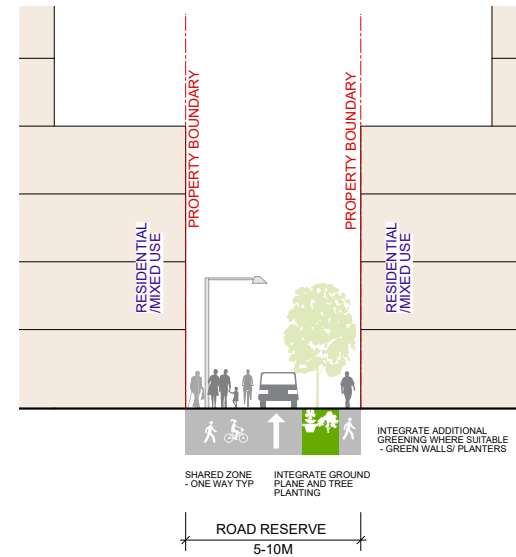 PROPERTY BOUNDARY
PROPERTY BOUNDARY
RESIDENTIAL
/MIXED USE
RESIDENTIAL
/MIXED USE
INTEGRATE ADDITIONAL
GREENING WHERE SUITABLE
- GREEN WALLS/ PLANTERS
SHARED ZONE
- ONE WAY TYP
INTEGRATE GROUND
PLANE AND TREE
PLANTING
ROAD RESERVE
5-10M